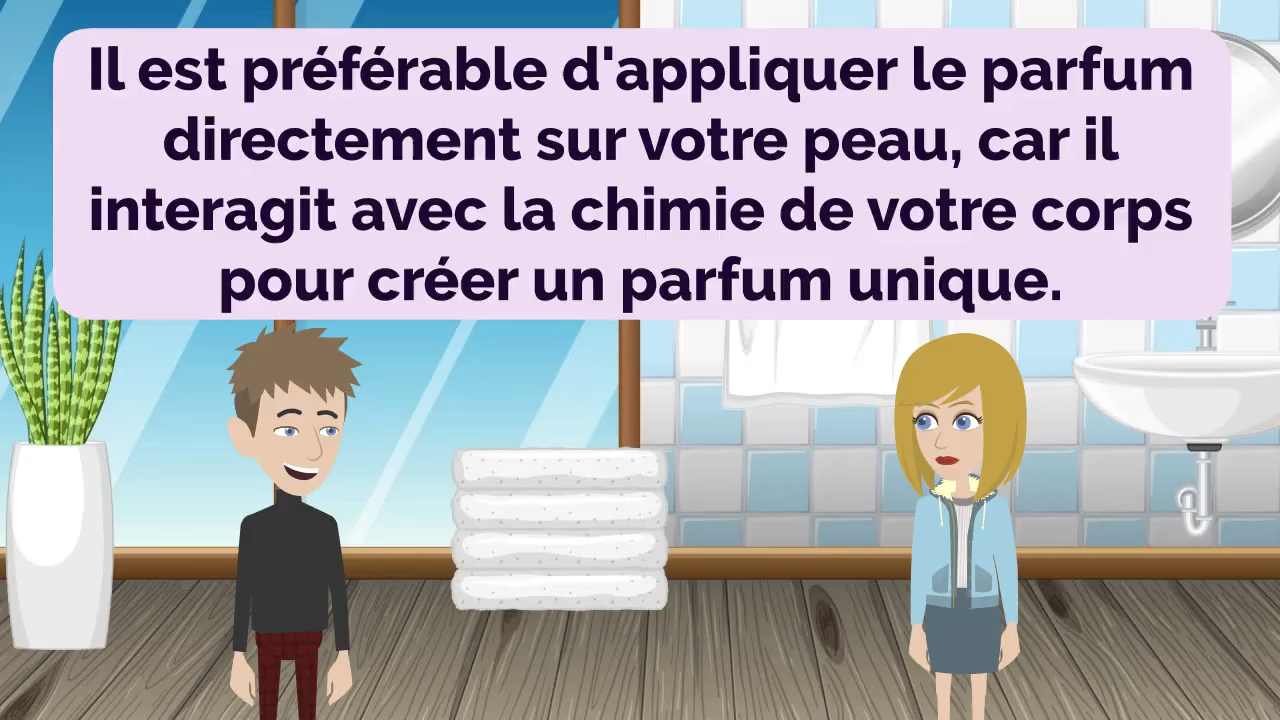 Il est préférable d'appliquer le parfum
directement sur votre peau, car il
interagit avec la chimie de votre corps
pour créer un parfum unique.